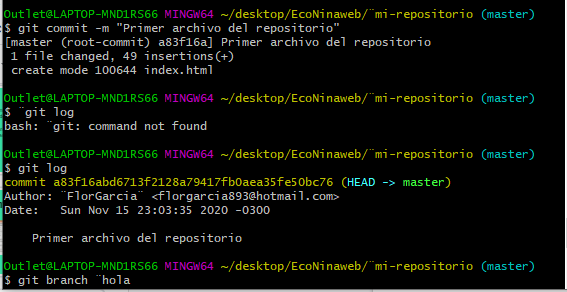 Outlet@LAPTOP-MND1RS66 MINGW64 ~/desktop/EcoNinaweb/¨mi-repositorio (master)
$ git commit -m "Primer archivo del repositorio"
[master (root-commit) a83f16a] Primer archivo del repositorio
1 file changed, 49 insertions(+)
create mode 100644 index.html
Outlet@LAPTOP-MND1RS66 MINGW64 ~/desktop/EcoNinaweb/¨mi-repositorio (master)
$ ¨git log
bash: ¨git: command not found
Outlet@LAPTOP-MND1RS66 MINGW64 ~/desktop/EcoNinaweb/¨mi-repositorio (master)
$ git log
commit a83f16abd6713f2128a79417fb0aea35fe50bc76 (HEAD -> master)
Author: ¨FlorGarcia¨ <florgarcia893@hotmail.com>
Date: Sun Nov 15 23:03:35 2020 -0300
Primer archivo del repositorio
Outlet@LAPTOP-MND1RS66 MINGW64 ~/desktop/EcoNinaweb/¨mi-repositorio (master)
$ git branch ¨hola